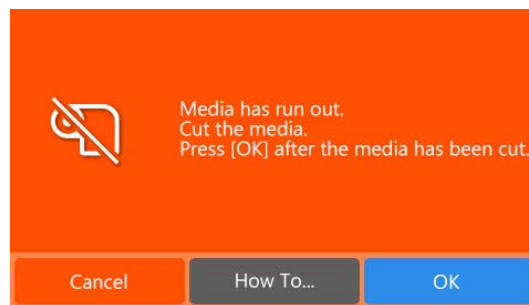 Media has run out.
Cut the media.
Press [OK] after the media has been cut.
Cancel
How To...
OK